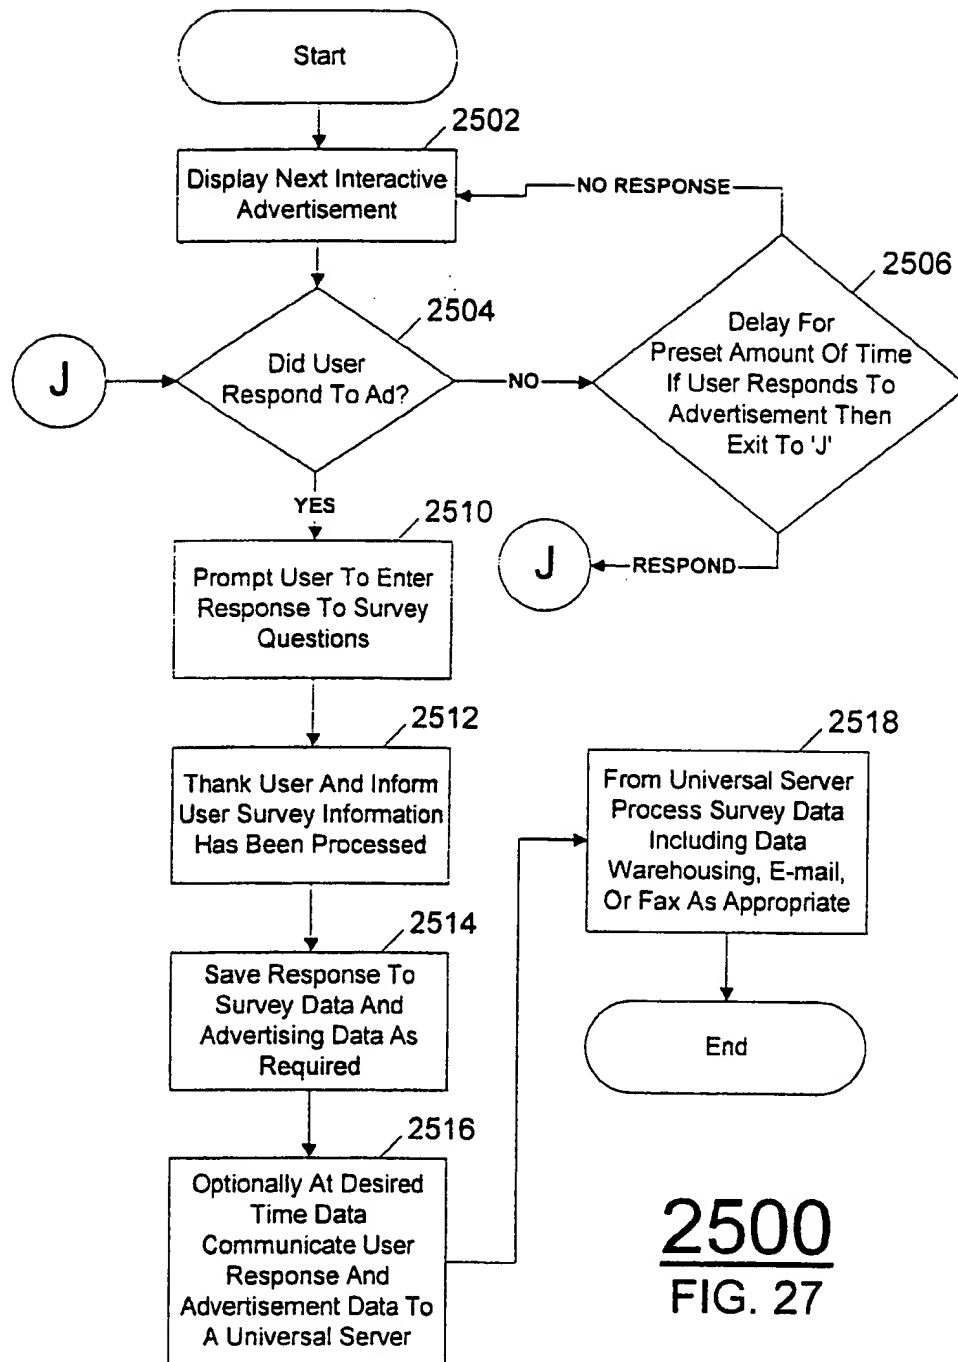 Start
2502
Display Next Interactive
Advertisement
NO RESPONSE
2504
2506
Did User
Respond To Ad?
J
NO
Delay For
Preset Amount Of Time
If User Responds To
Advertisement Then
Exit To 'J'
YES
2510
J
RESPOND
Prompt User To Enter
Response To Survey
Questions
2512
Thank User And Inform
User Survey Information
Has Been Processed
2518
From Universal Server
Process Survey Data
Including Data
Warehousing, E-mail,
Or Fax As Appropriate
2514
Save Response To
Survey Data And
Advertising Data As
Required
End
2516
Optionally At Desired
Time Data
Communicate User
Response And
Advertisement Data To
A Universal Server
2500
FIG. 27